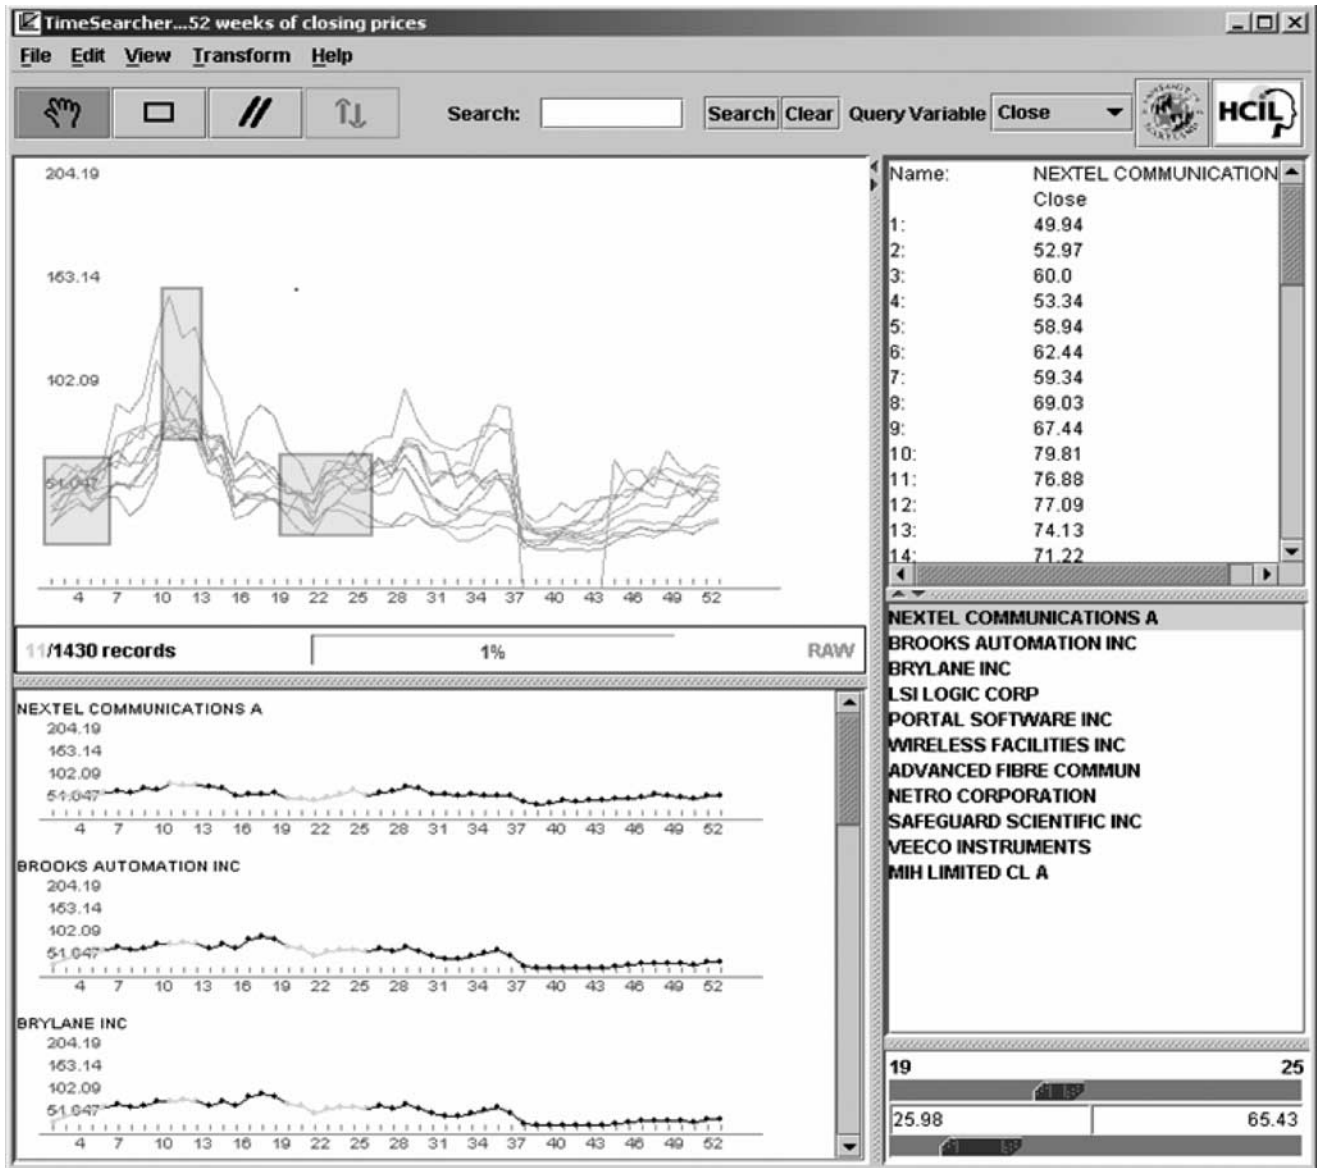 TimeSearcher...52 weeks of closing prices
File Edit View Transform Help
Search: Search Clear Query Variable Close HCIL
204.19
153.14
102.09
51.047
4 7 10 13 16 19 22 25 28 31 34 37 40 43 46 49 52
11/1430 records 1% RAW
NEXTEL COMMUNICATIONS A
204.19
153.14
102.09
51.047
4 7 10 13 16 19 22 25 28 31 34 37 40 43 46 49 52
BROOKS AUTOMATION INC
204.19
153.14
102.09
51.047
4 7 10 13 16 19 22 25 28 31 34 37 40 43 46 49 52
BRYLANE INC
204.19
153.14
102.09
51.047
4 7 10 13 16 19 22 25 28 31 34 37 40 43 46 49 52
Name: NEXTEL COMMUNICATION
Close
1: 49.94
2: 52.97
3: 60.0
4: 53.34
5: 58.94
6: 62.44
7: 59.34
8: 69.03
9: 67.44
10: 79.81
11: 76.88
12: 77.09
13: 74.13
14: 71.22
NEXTEL COMMUNICATIONS A
BROOKS AUTOMATION INC
BRYLANE INC
LSI LOGIC CORP
PORTAL SOFTWARE INC
WIRELESS FACILITIES INC
ADVANCED FIBRE COMMUN
NETRO CORPORATION
SAFEGUARD SCIENTIFIC INC
VEECO INSTRUMENTS
MIH LIMITED CL A
19 25
25.98 65.43